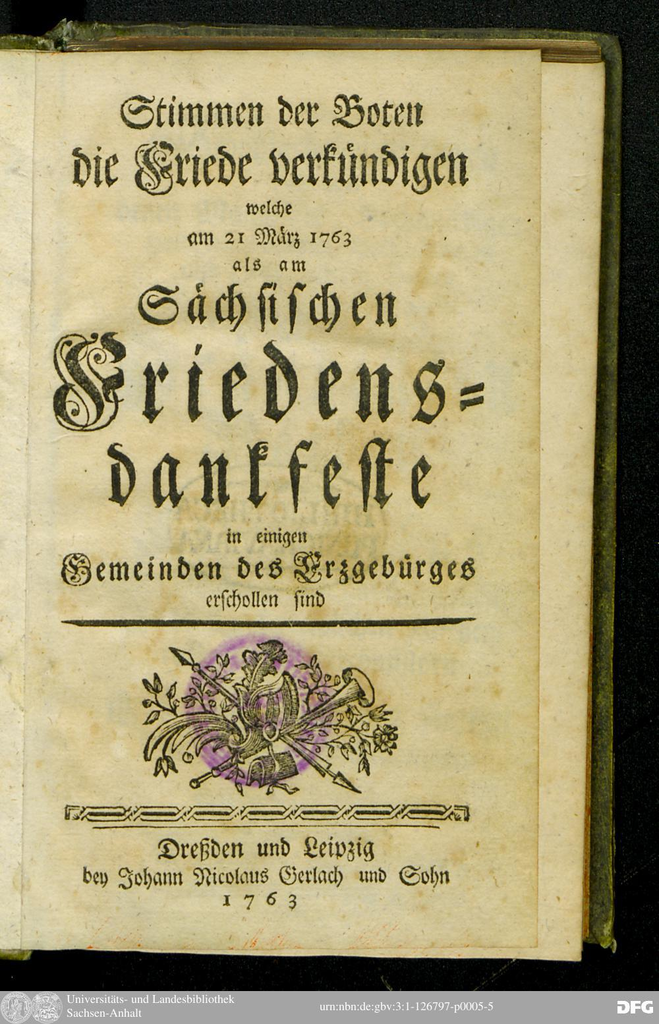 Stimmen der Boten
die Friede verkündigen
welche
am 21 März 1763
als am
Sächsischen
Friedens-
dankfeste
in einigen
Gemeinden des Erzgebürges
erschollen sind
Dreßden und Leipzig
bey Johann Nicolaus Gerlach und Sohn
1763
Universitäts- und Landesbibliothek
Sachsen-Anhalt
urn:nbn:de:gbv:3:1-126797-p0005-5
DFG